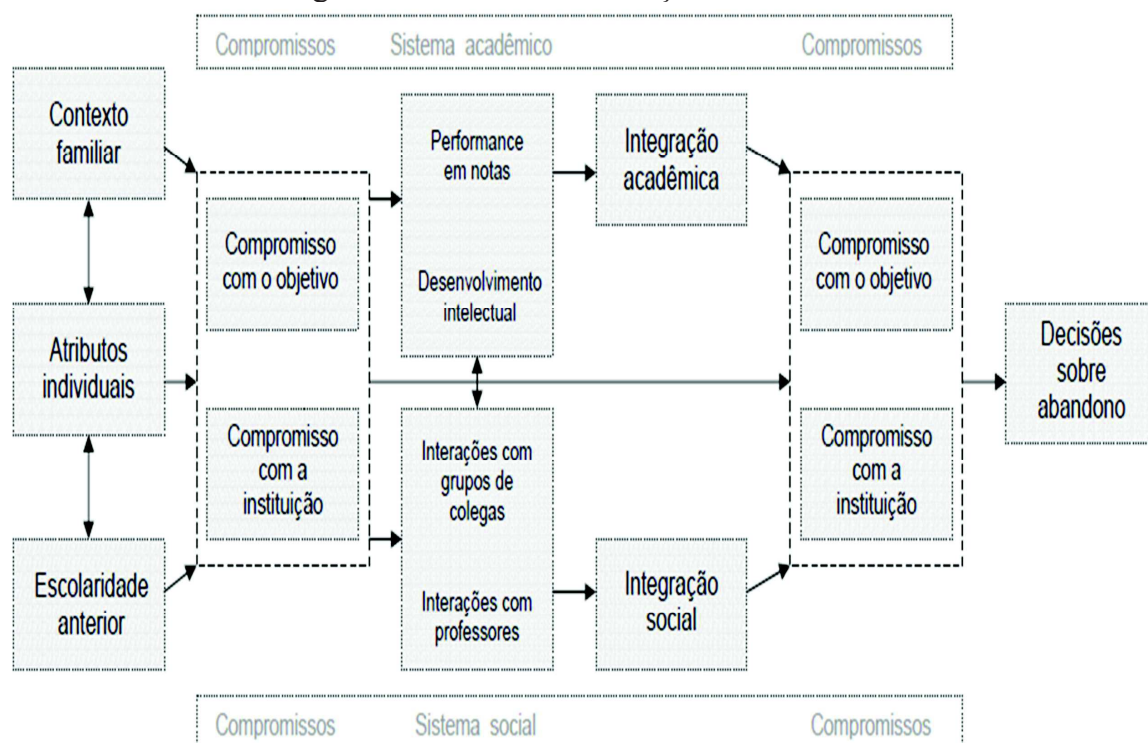 Compromissos Sistema acadêmico Compromissos
Contexto
familiar
Atributos
individuais
Escolaridade
anterior
Compromisso
com o objetivo
Compromisso
com a
instituição
Performance
em notas
Desenvolvimento
intelectual
Interações com
grupos de
colegas
Interações com
professores
Integração
acadêmica
Integração
social
Compromisso
com o objetivo
Compromisso
com a
instituição
Decisões
sobre
abandono
Compromissos Sistema social Compromissos